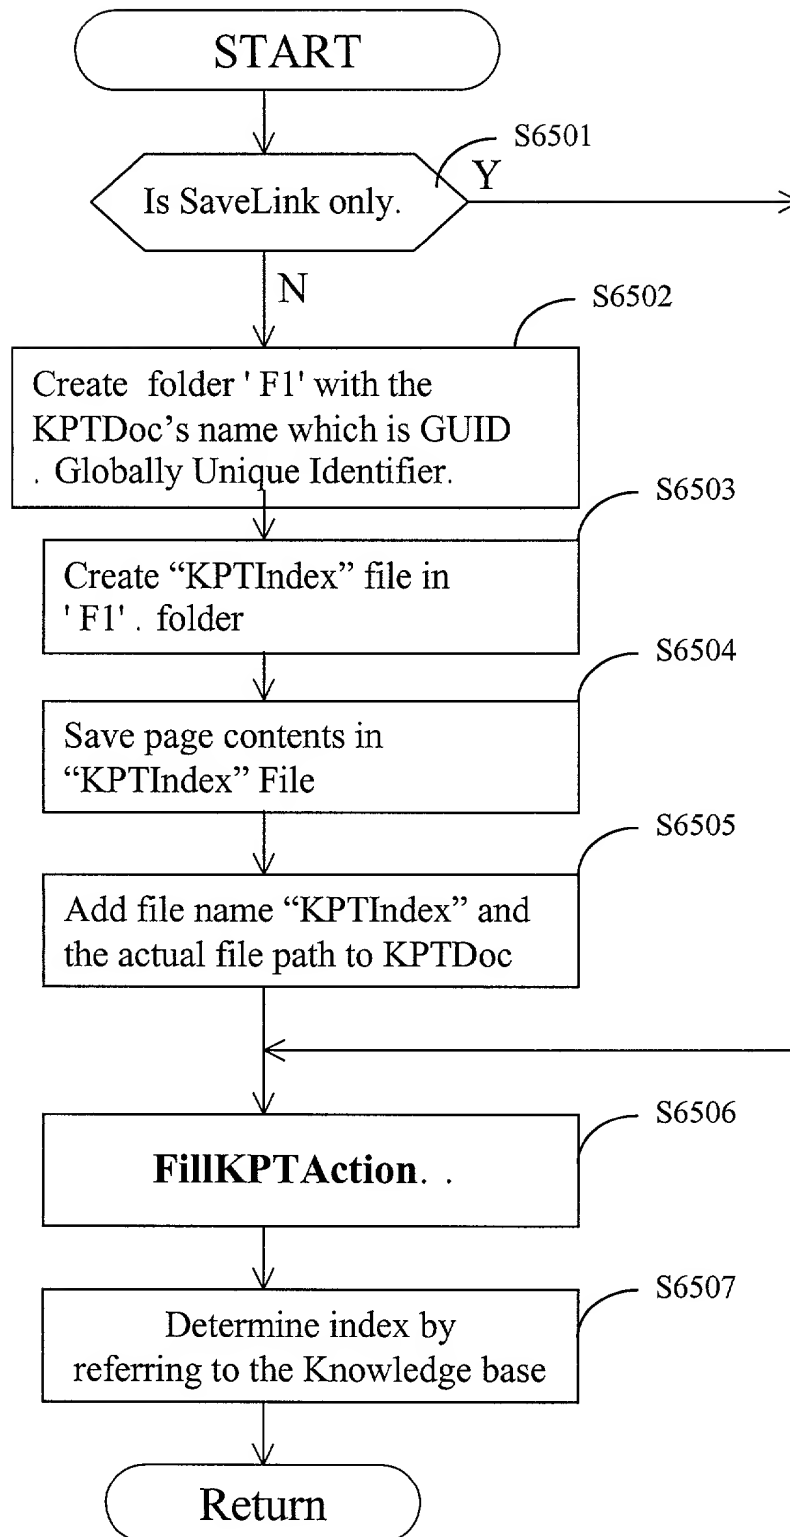 START
S6501
Is SaveLink only.
Y
N
S6502
Create folder ' F1' with the
KPTDoc’s name which is GUID
. Globally Unique Identifier.
S6503
Create “KPTIndex” file in
' F1' . folder
S6504
Save page contents in
“KPTIndex” File
S6505
Add file name “KPTIndex” and
the actual file path to KPTDoc
S6506
FillKPTAction. .
S6507
Determine index by
referring to the Knowledge base
Return